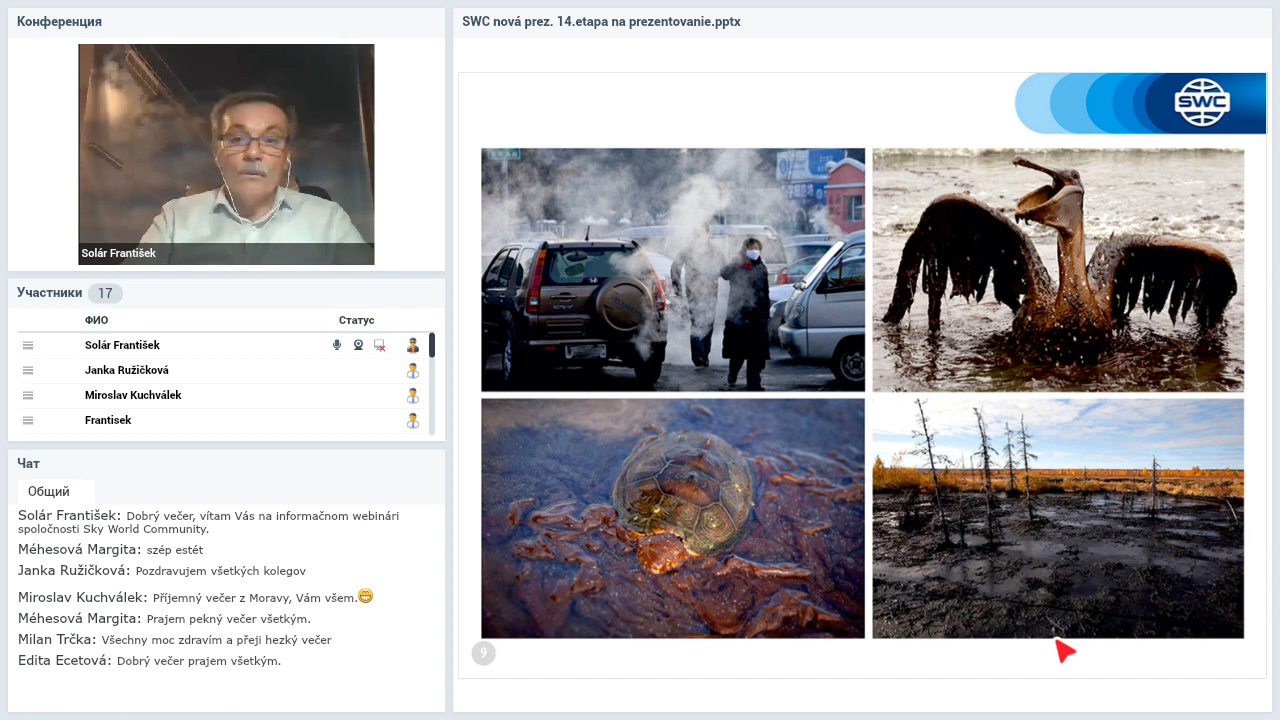 Конференция
Solár František
Участники 17
ФИО Статус
Solár František
Janka Ružičková
Miroslav Kuchválek
Frantisek
Чат
Общий
Solár František: Dobrý večer, vítam Vás na informačnom webinári
spoločnosti Sky World Community.
Méhesová Margita: szép estét
Janka Ružičková: Pozdravujem všetkých kolegov
Miroslav Kuchválek: Příjemný večer z Moravy, Vám všem.
Méhesová Margita: Prajem pekný večer všetkým.
Milan Trčka: Všechny moc zdravím a přeji hezký večer
Edita Ecetová: Dobrý večer prajem všetkým.
SWC nová prez. 14.etapa na prezentovanie.pptx
SWC
9